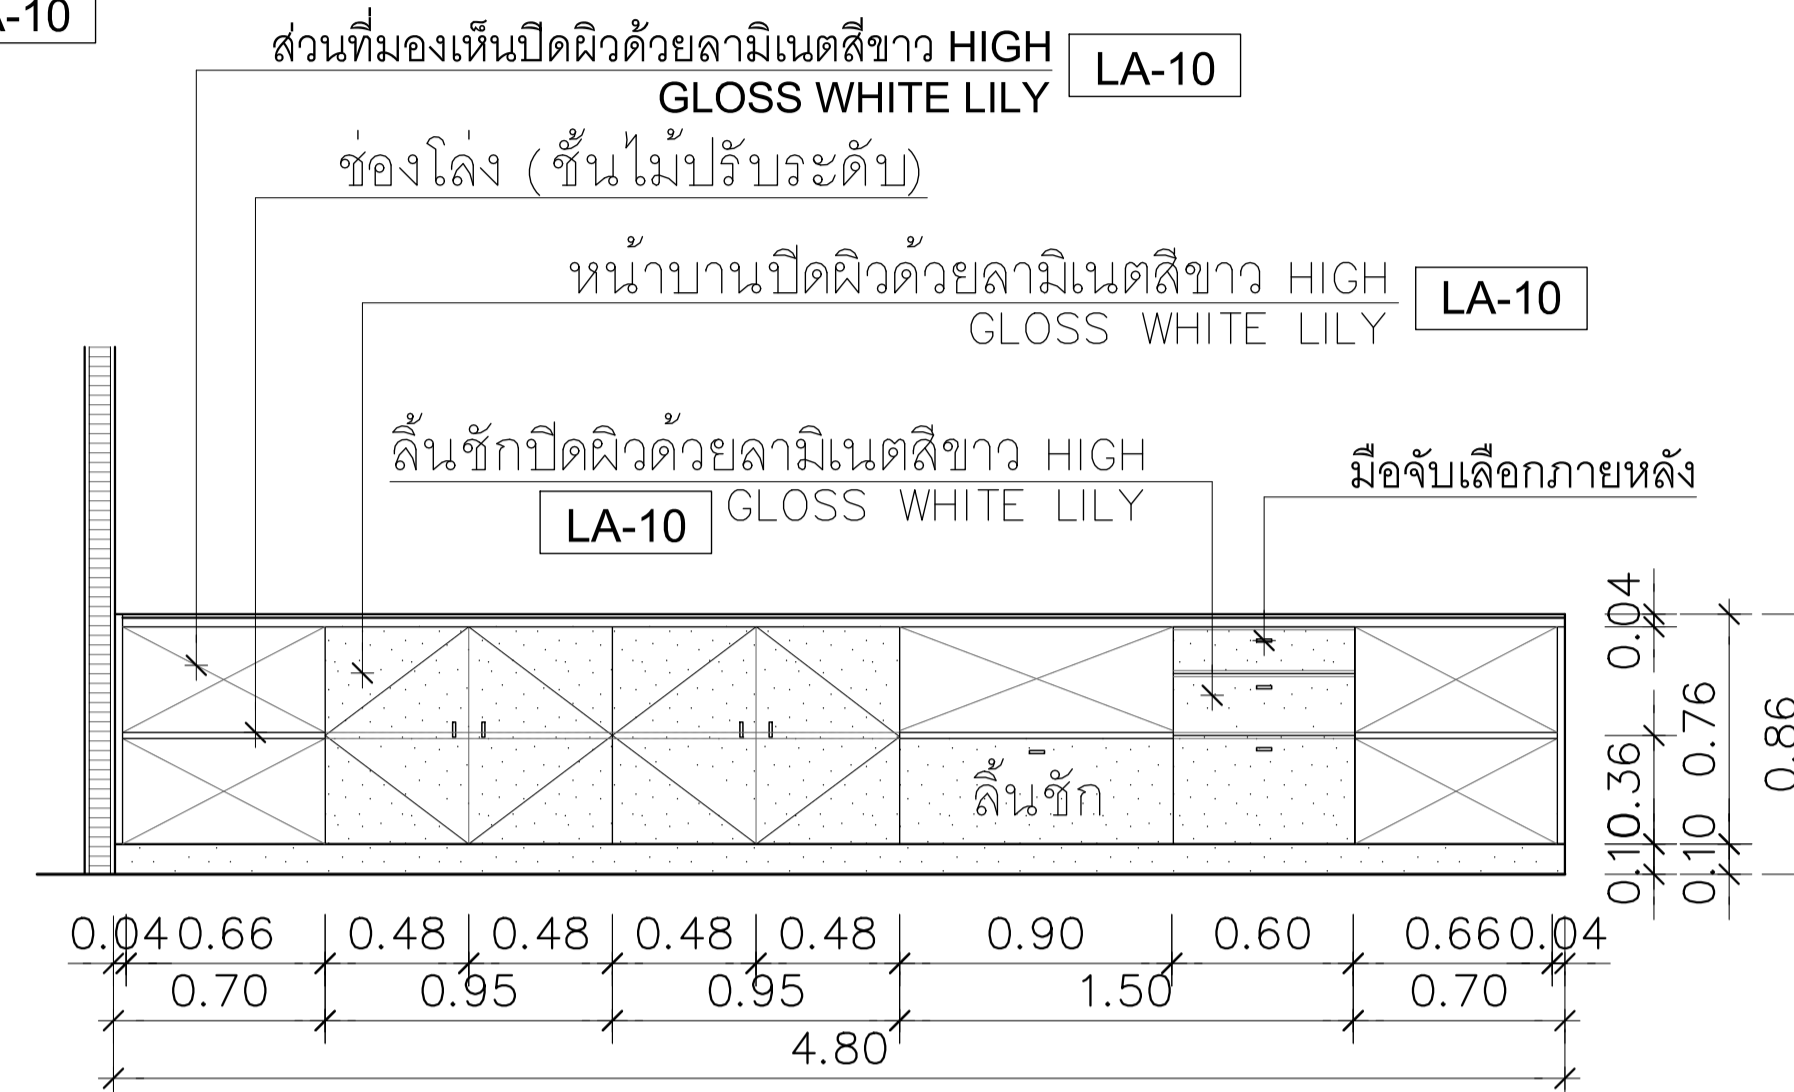 ส่วนที่มองเห็นปิดผิวด้วยลามิเนตสีขาว HIGH
GLOSS WHITE LILY
LA-10
ช่องโล่ง (ชั้นไม้ปรับระดับ)
หน้าบานปิดผิวด้วยลามิเนตสีขาว HIGH
GLOSS WHITE LILY
LA-10
ลิ้นชักปิดผิวด้วยลามิเนตสีขาว HIGH
GLOSS WHITE LILY
LA-10
มือจับเลือกภายหลัง
ลิ้นชัก
0.04
0.36
0.10
0.76
0.10
0.86
0.04 0.66 0.48 0.48 0.48 0.48 0.90 0.60 0.66 0.04
0.70 0.95 0.95 1.50 0.70
4.80